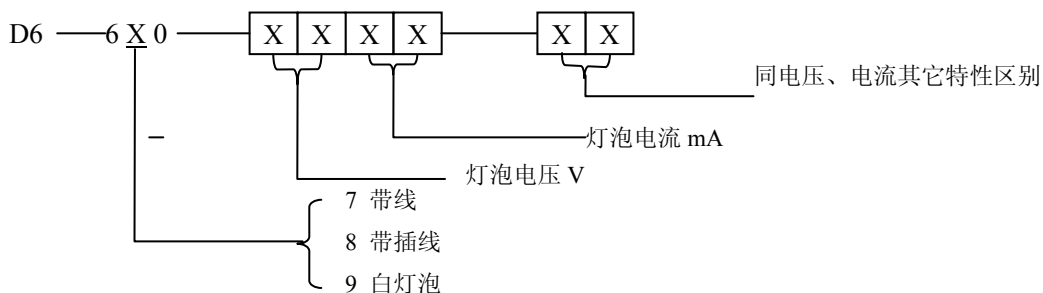 D6 6 X 0 X X X X X X
同电压、电流其它特性区别
灯泡电流 mA
灯泡电压 V
7 带线
8 带插线
9 白灯泡